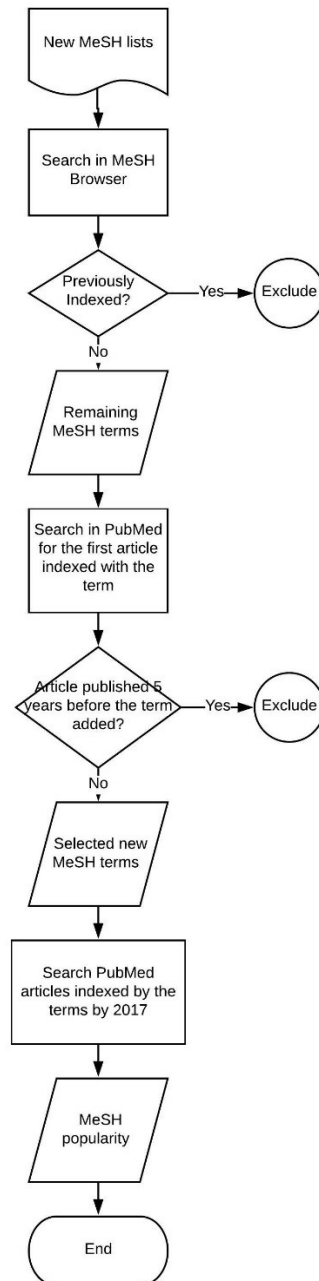 New MeSH lists
Search in MeSH
Browser
Previously
Indexed?
Yes
Exclude
No
Remaining
MeSH terms
Search in PubMed
for the first article
indexed with the
term
Article published 5
years before the term
added?
Yes
Exclude
No
Selected new
MeSH terms
Search PubMed
articles indexed by the
terms by 2017
MeSH
popularity
End